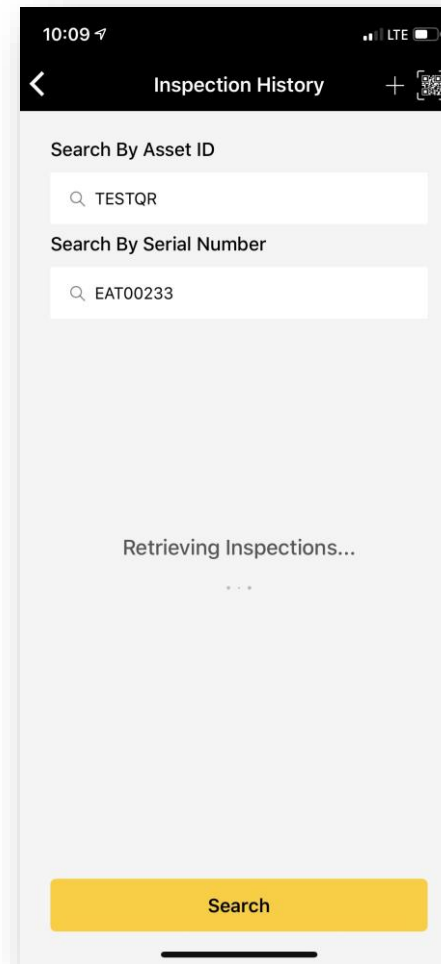 10:09
LTE
Inspection History
Search By Asset ID
TESTQR
Search By Serial Number
EAT00233
Retrieving Inspections...
Search